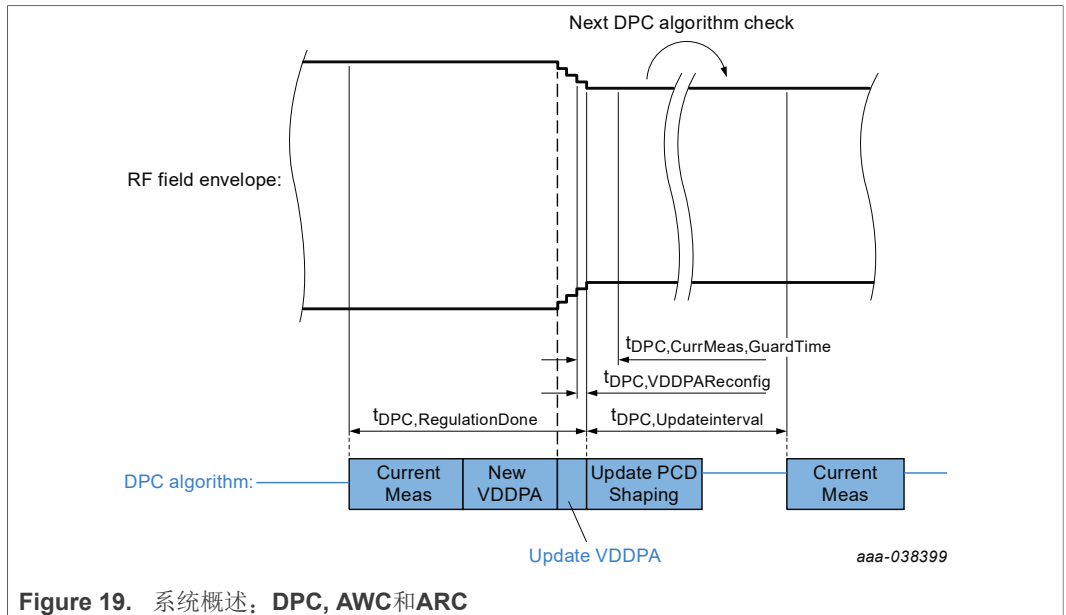 Next DPC algorithm check
RF field envelope:
tDPC,CurrMeas,GuardTime
tDPC,VDDPAReconfig
tDPC,RegulationDone
tDPC,Updateinterval
DPC algorithm:
Current
Meas
New
VDDPA
Update PCD
Shaping
Current
Meas
Update VDDPA
aaa-038399
Figure 19. 系统概述：DPC, AWC和ARC